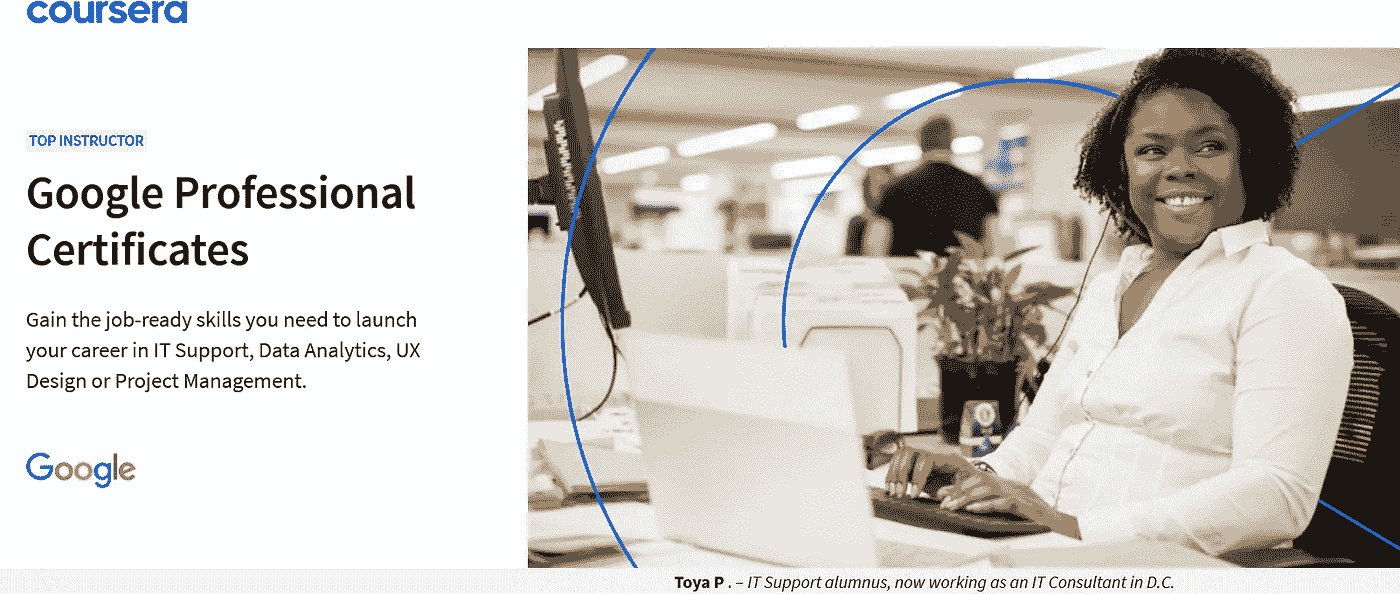 coursera
TOP INSTRUCTOR
Google Professional
Certificates
Gain the job-ready skills you need to launch
your career in IT Support, Data Analytics, UX
Design or Project Management.
Google
Toya P . – IT Support alumnus, now working as an IT Consultant in D.C.